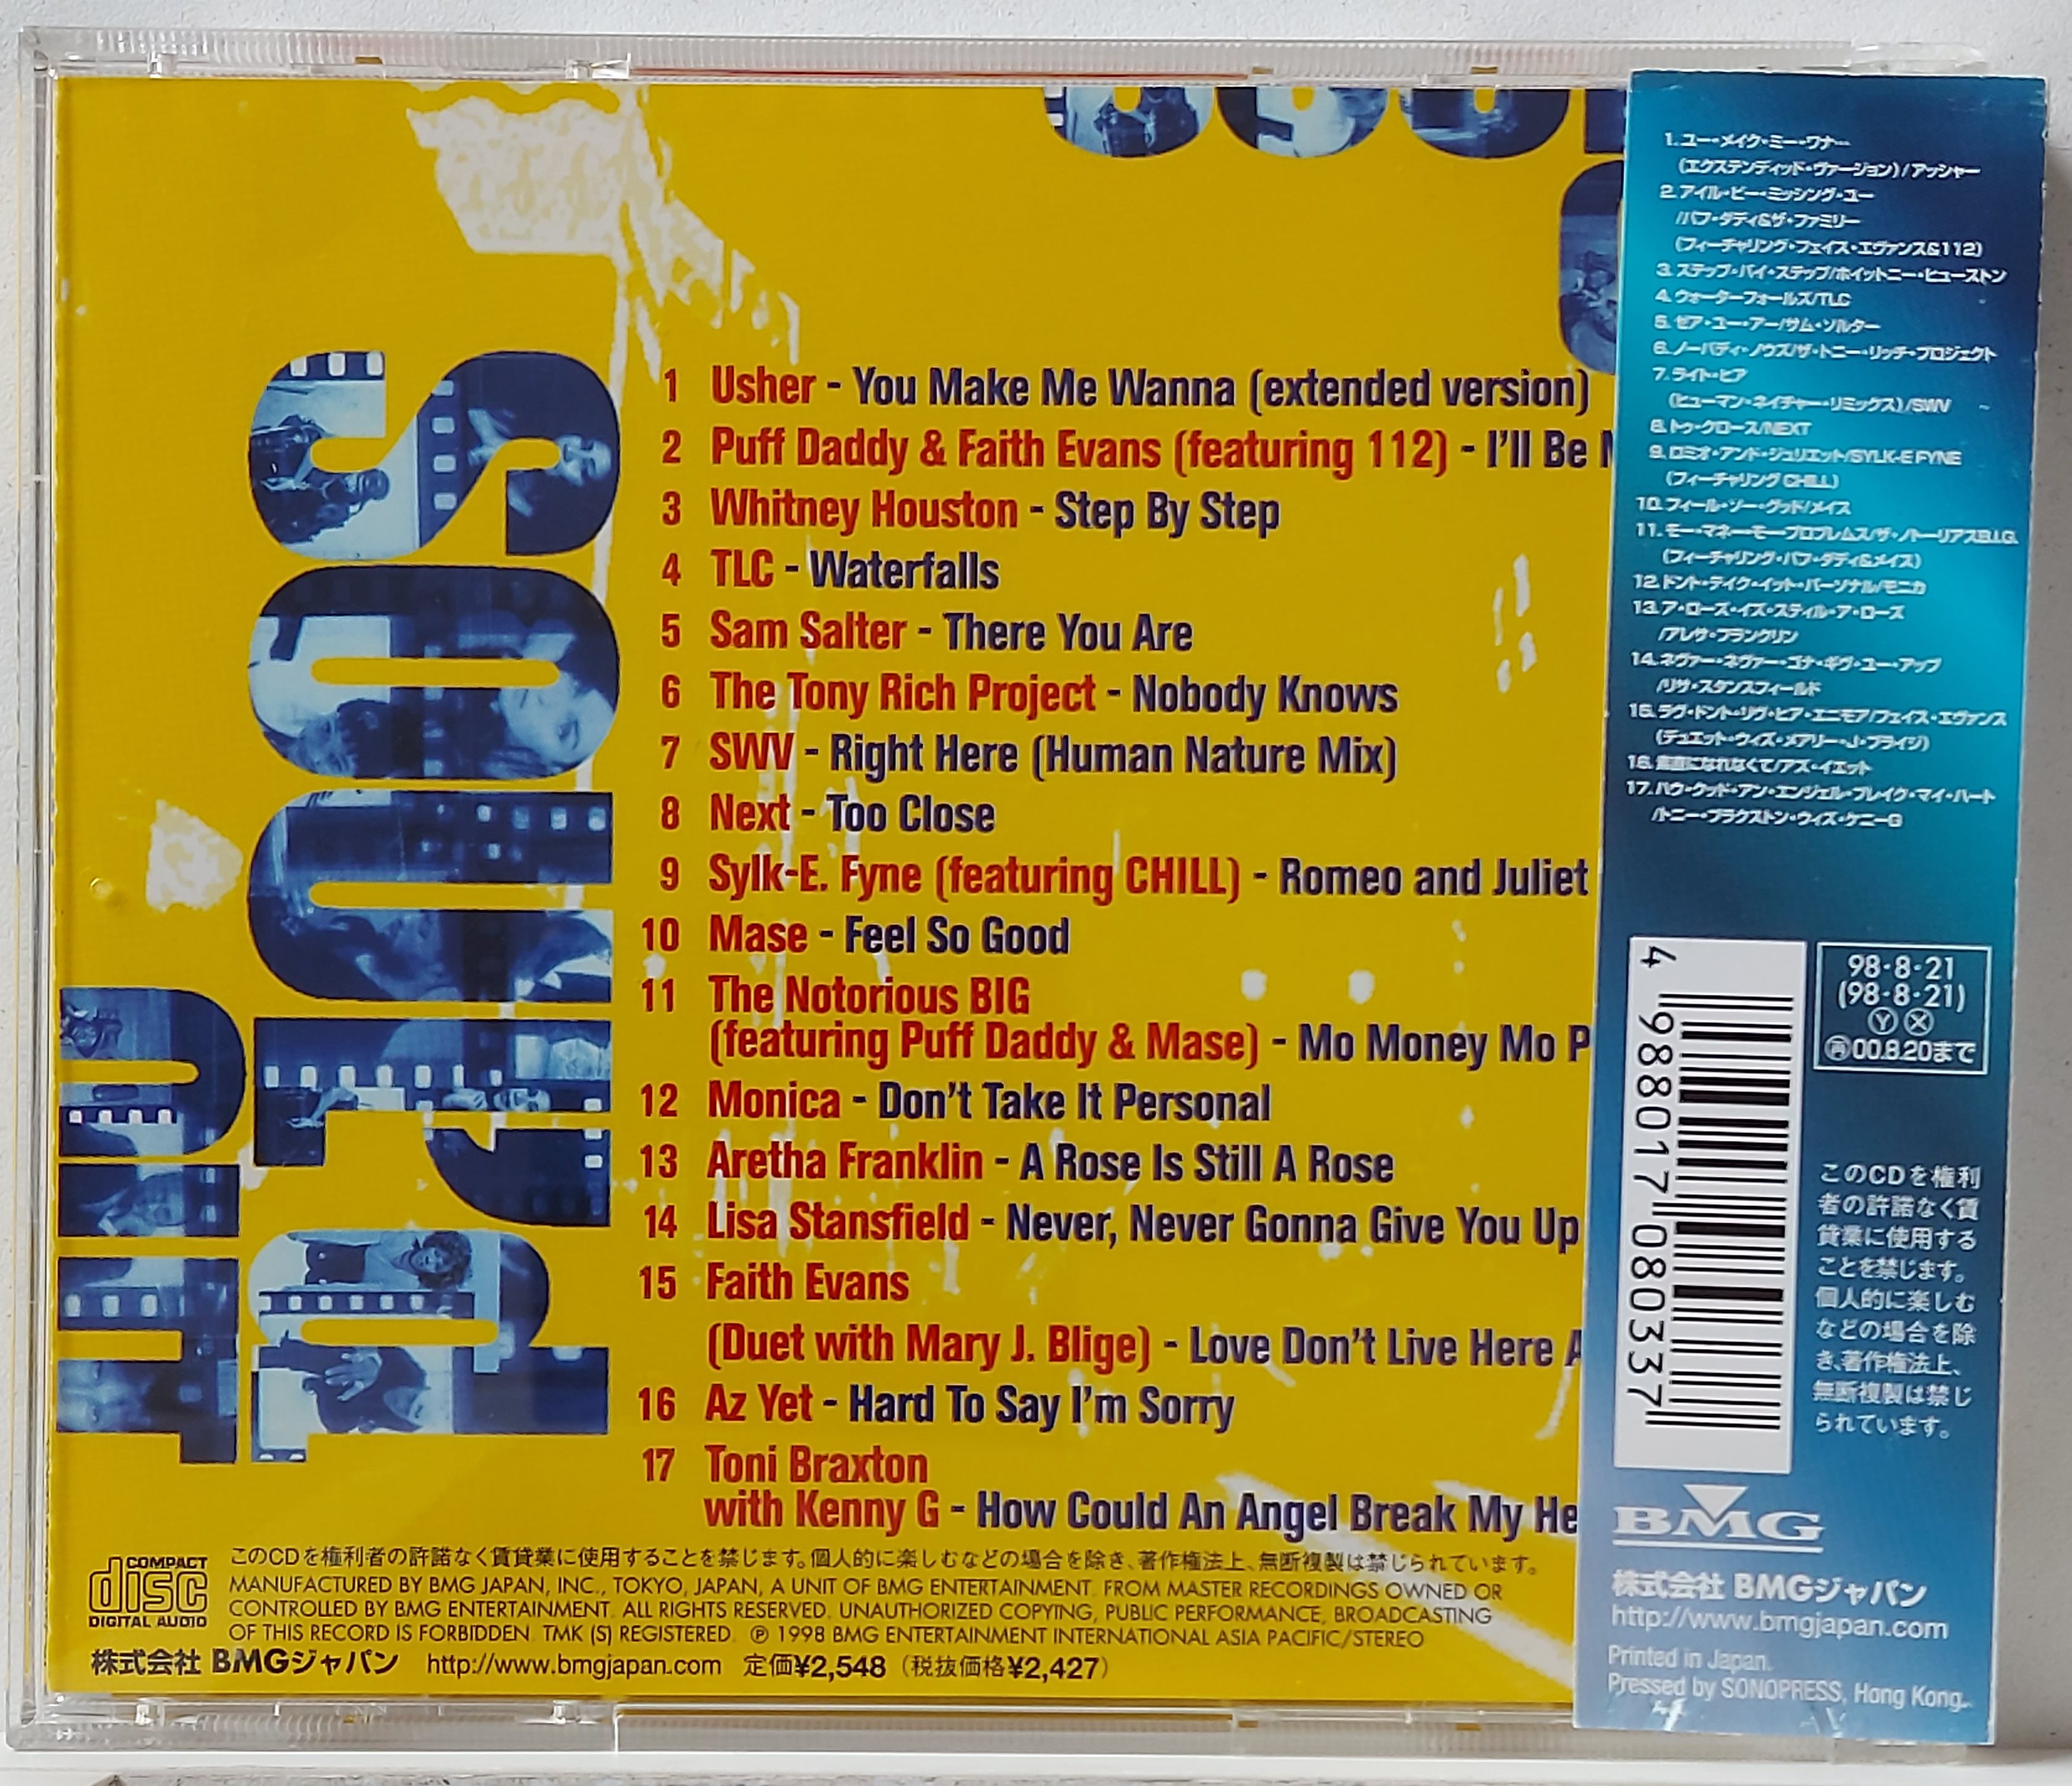 1 Usher - You Make Me Wanna (extended version)
2 Puff Daddy & Faith Evans (featuring 112) - I'll Be
3 Whitney Houston - Step By Step
4 TLC - Waterfalls
5 Sam Salter - There You Are
6 The Tony Rich Project - Nobody Knows
7 SWV - Right Here (Human Nature Mix)
8 Next - Too Close
9 Sylk-E. Fyne (featuring CHILL) - Romeo and Juliet
10 Mase - Feel So Good
11 The Notorious BIG
(featuring Puff Daddy & Mase) - Mo Money Mo P
12 Monica - Don't Take It Personal
13 Aretha Franklin - A Rose Is Still A Rose
14 Lisa Stansfield - Never, Never Gonna Give You Up
15 Faith Evans
(Duet with Mary J. Blige) - Love Don't Live Here A
16 Az Yet - Hard To Say I'm Sorry
17 Toni Braxton
with Kenny G - How Could An Angel Break My He
COMPACT
disc
DIGITAL AUDIO
このCDを権利者の許諾なく賃貸業に使用することを禁じます。個人的に楽しむなどの場合を除き、著作権法上、無断複製は禁じられています。
MANUFACTURED BY BMG JAPAN, INC., TOKYO, JAPAN, A UNIT OF BMG ENTERTAINMENT. FROM MASTER RECORDINGS OWNED OR
CONTROLLED BY BMG ENTERTAINMENT. ALL RIGHTS RESERVED. UNAUTHORIZED COPYING, PUBLIC PERFORMANCE, BROADCASTING
OF THIS RECORD IS FORBIDDEN. TMK (S) REGISTERED. ℗ 1998 BMG ENTERTAINMENT INTERNATIONAL ASIA PACIFIC/STEREO
株式会社 BMGジャパン http://www.bmgjapan.com 定価¥2,548 (税抜価格¥2,427)
1.ユー・メイク・ミー・ワナ…
(エクステンディッド・ヴァージョン)/アッシャー
2.アイル・ビー・ミッシング・ユー
/パフ・ダディ&ザ・ファミリー
(フィーチャリング・フェイス・エヴァンス&112)
3.ステップ・バイ・ステップ/ホイットニー・ヒューストン
4.ウォーターフォールズ/TLC
5.ゼア・ユー・アー/サム・ソルター
6.ノーバディ・ノウズ/ザ・トニー・リッチ・プロジェクト
7.ライト・ヒア
(ヒューマン・ネイチャー・リミックス)/SWV
8.トゥ・クロース/NEXT
9.ロミオ・アンド・ジュリエット/SYLK-E FYNE
(フィーチャリング CHILL)
10.フィール・ソー・グッド/メイス
11.モー・マネー・モー・プロブレムス/ザ・ノトーリアスB.I.G.
(フィーチャリング・パフ・ダディ&メイス)
12.ドント・テイク・イット・パーソナル/モニカ
13.ア・ローズ・イズ・スティル・ア・ローズ
/アレサ・フランクリン
14.ネヴァー・ネヴァー・ゴナ・ギヴ・ユー・アップ
/リサ・スタンスフィールド
15.ラヴ・ドント・リヴ・ヒア・エニモア/フェイス・エヴァンス
(デュエット・ウィズ・メアリー・J・ブライジ)
16.素直になれなくて/アズ・イエット
17.ハウ・クッド・アン・エンジェル・ブレイク・マイ・ハート
/トニー・ブラクストン・ウィズ・ケニーG
4 988017 080337
98・8・21
(98・8・21)
Ⓨ Ⓧ
再00.8.20まで
このCDを権利
者の許諾なく賃
貸業に使用する
ことを禁じます。
個人的に楽しむ
などの場合を除
き、著作権法上、
無断複製は禁じ
られています。
BMG
株式会社 BMGジャパン
http://www.bmgjapan.com
Printed in Japan.
Pressed by SONOPRESS, Hong Kong.